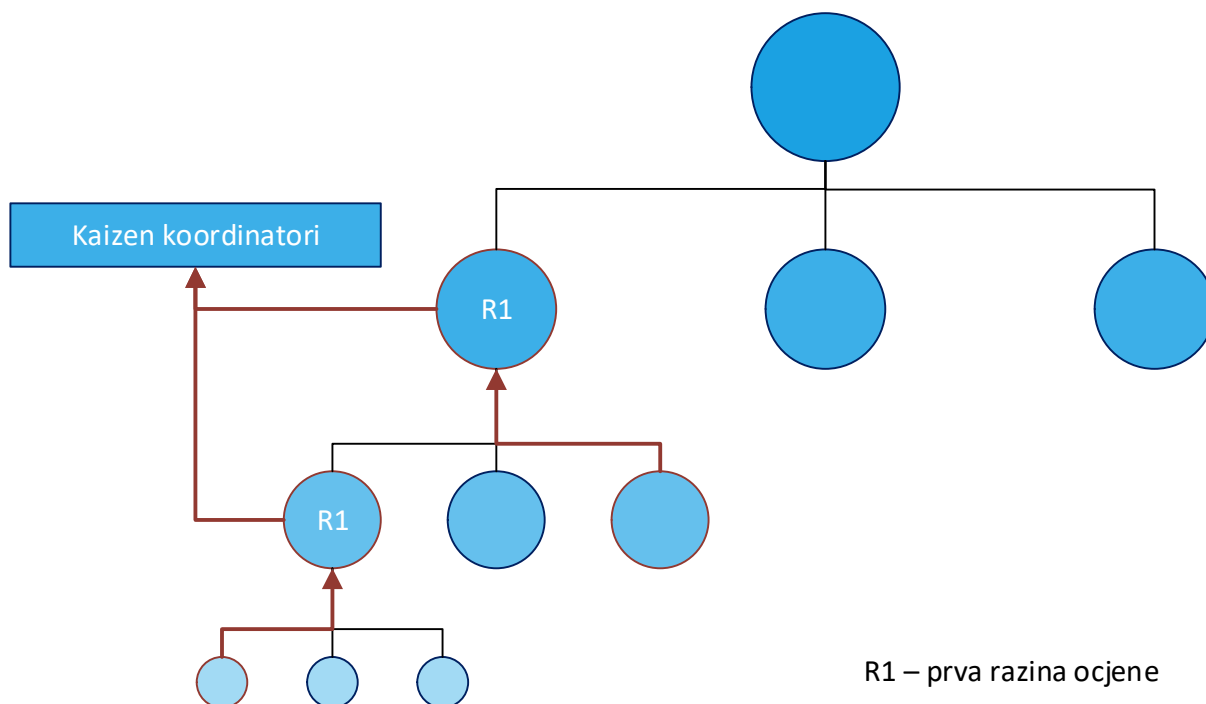 Kaizen koordinatori
R1
R1
R1 – prva razina ocjene